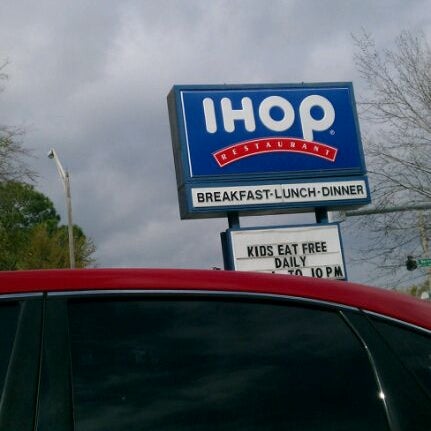 IHOP®
RESTAURANT
BREAKFAST·LUNCH·DINNER
KIDS EAT FREE
DAILY
TO 10 PM